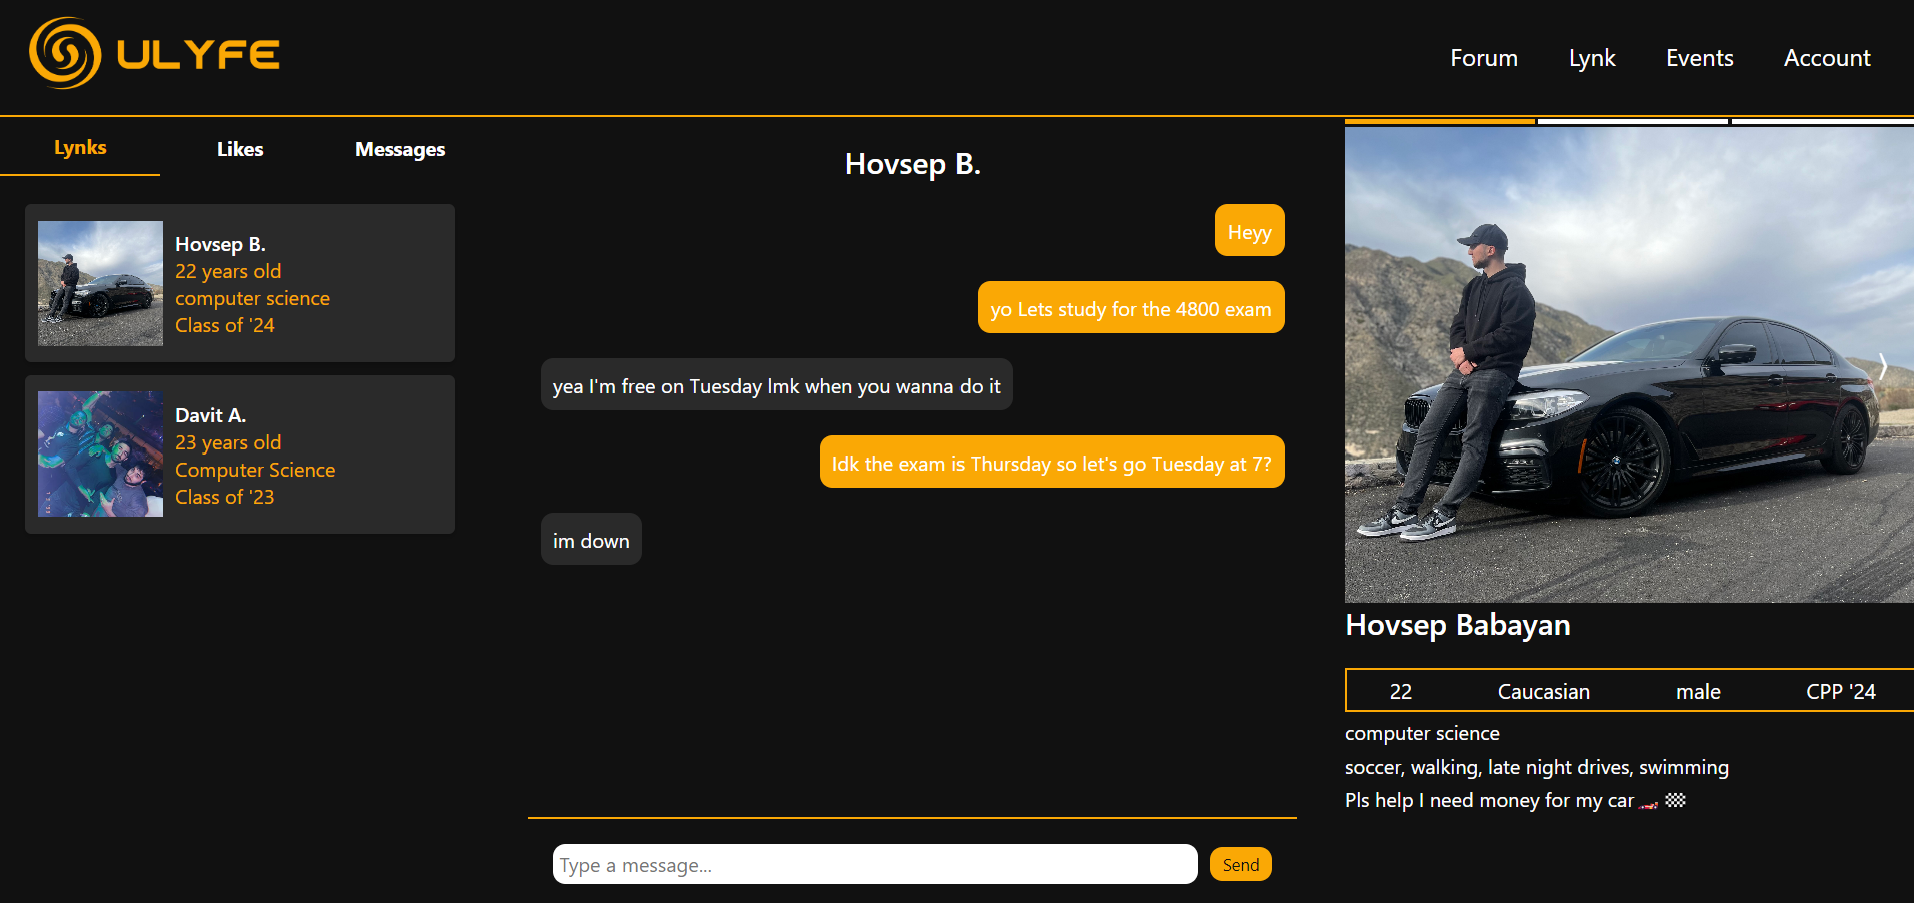 ULYFE
Forum Lynk Events Account
Lynks Likes Messages
Hovsep B.
22 years old
computer science
Class of '24
Davit A.
23 years old
Computer Science
Class of '23
Hovsep B.
Heyy
yo Lets study for the 4800 exam
yea I'm free on Tuesday lmk when you wanna do it
Idk the exam is Thursday so let's go Tuesday at 7?
im down
Type a message...
Send
Hovsep Babayan
22 Caucasian male CPP '24
computer science
soccer, walking, late night drives, swimming
Pls help I need money for my car 🏎️ 🏁